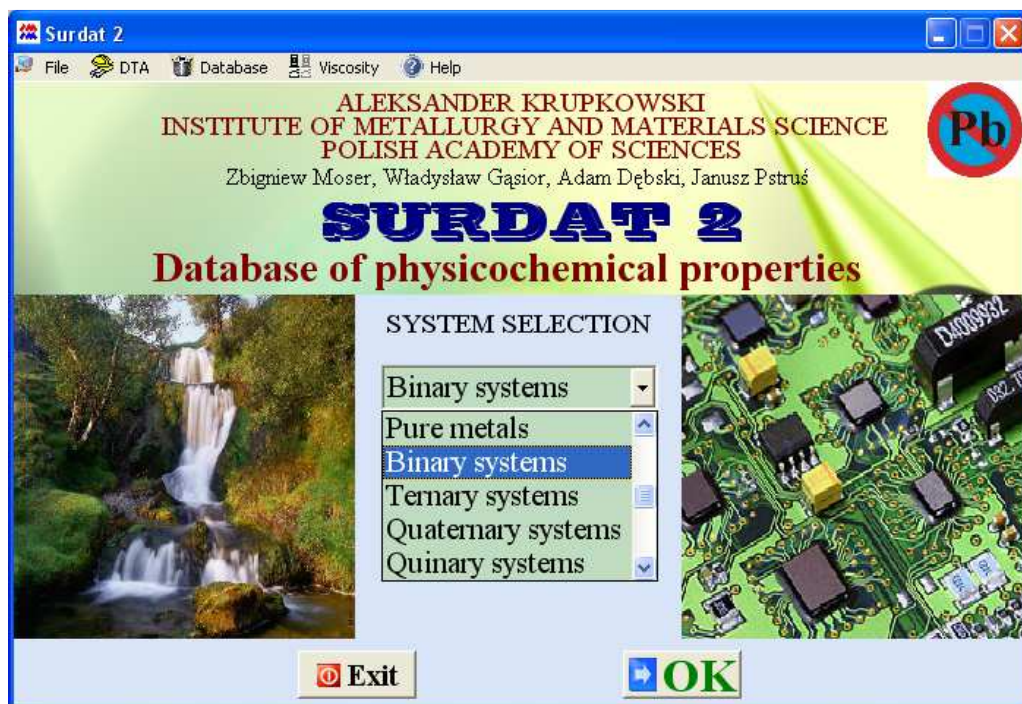 Surdat 2
File DTA Database Viscosity Help
ALEKSANDER KRUPKOWSKI
INSTITUTE OF METALLURGY AND MATERIALS SCIENCE
POLISH ACADEMY OF SCIENCES
Zbigniew Moser, Władysław Gąsior, Adam Dębski, Janusz Pstruś
Pb
SURDAT 2
Database of physicochemical properties
SYSTEM SELECTION
Binary systems
Pure metals
Binary systems
Ternary systems
Quaternary systems
Quinary systems
D4009932
Exit
OK